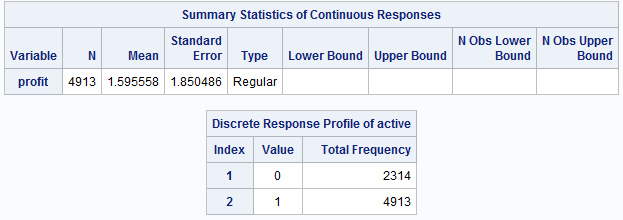 Summary Statistics of Continuous Responses
Variable N Mean Standard Error Type Lower Bound Upper Bound N Obs Lower Bound N Obs Upper Bound
profit 4913 1.595558 1.850486 Regular
Discrete Response Profile of active
Index Value Total Frequency
1 0 2314
2 1 4913